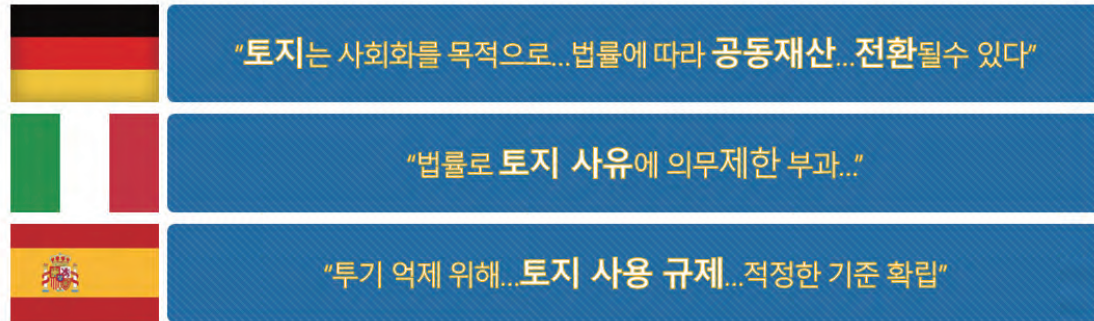 "토지는 사회화를 목적으로...법률에 따라 공동재산...전환될수 있다"
"법률로 토지 사유에 의무제한 부과..."
"투기 억제 위해...토지 사용 규제...적정한 기준 확립"